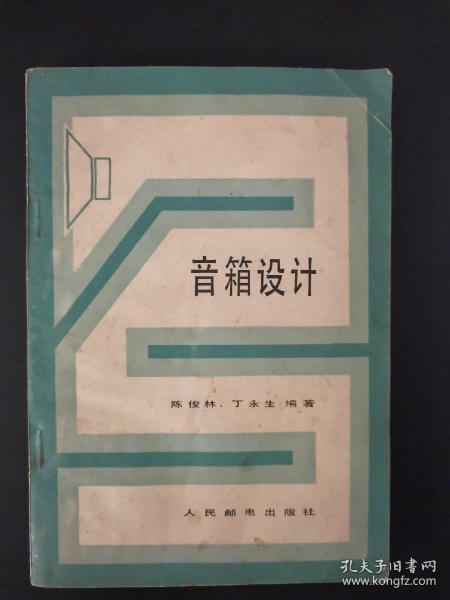 音箱设计
陈俊林、丁永生 编著
人民邮电出版社
孔夫子旧书网
www.kongfz.com